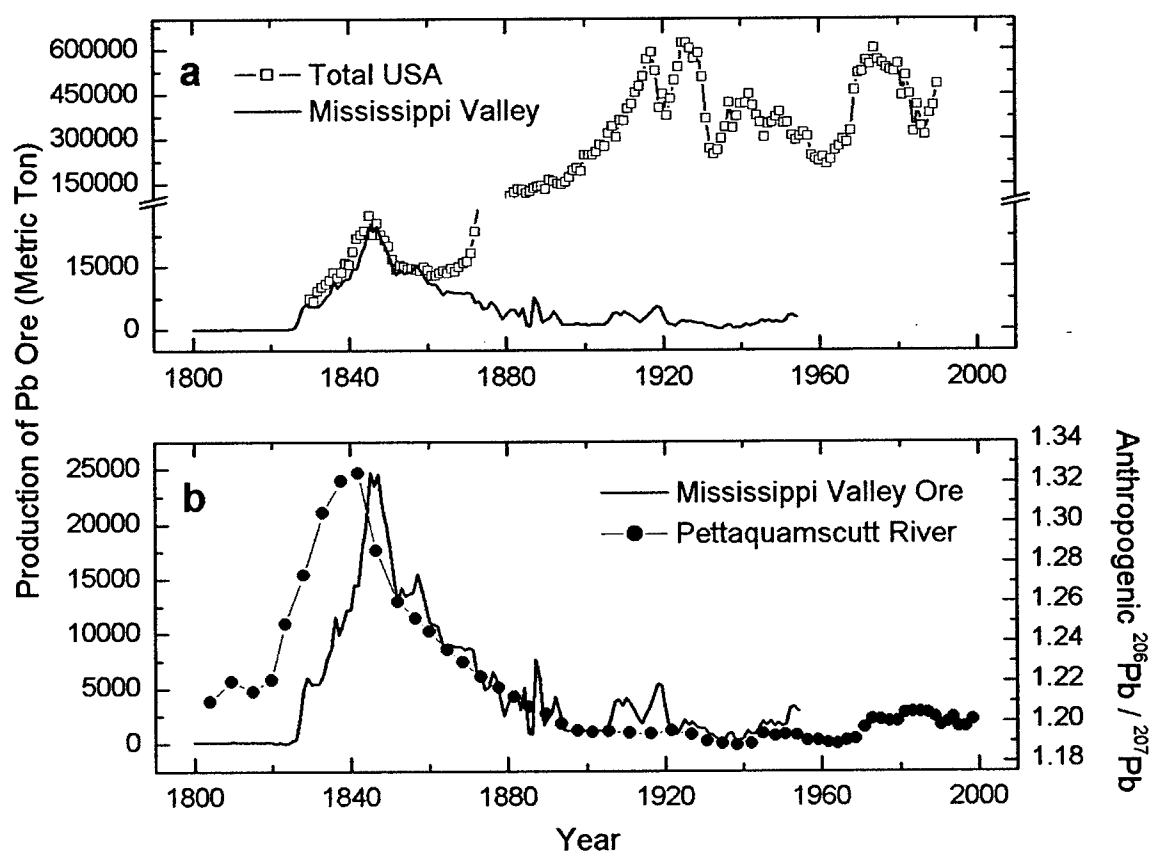 Production of Pb Ore (Metric Ton)
a
Total USA
Mississippi Valley
600000
450000
300000
150000
15000
0
1800 1840 1880 1920 1960 2000
b
Mississippi Valley Ore
Pettaquamscutt River
25000
20000
15000
10000
5000
0
1.34
1.32
1.30
1.28
1.26
1.24
1.22
1.20
1.18
Anthropogenic ²⁰⁶Pb / ²⁰⁷Pb
1800 1840 1880 1920 1960 2000
Year